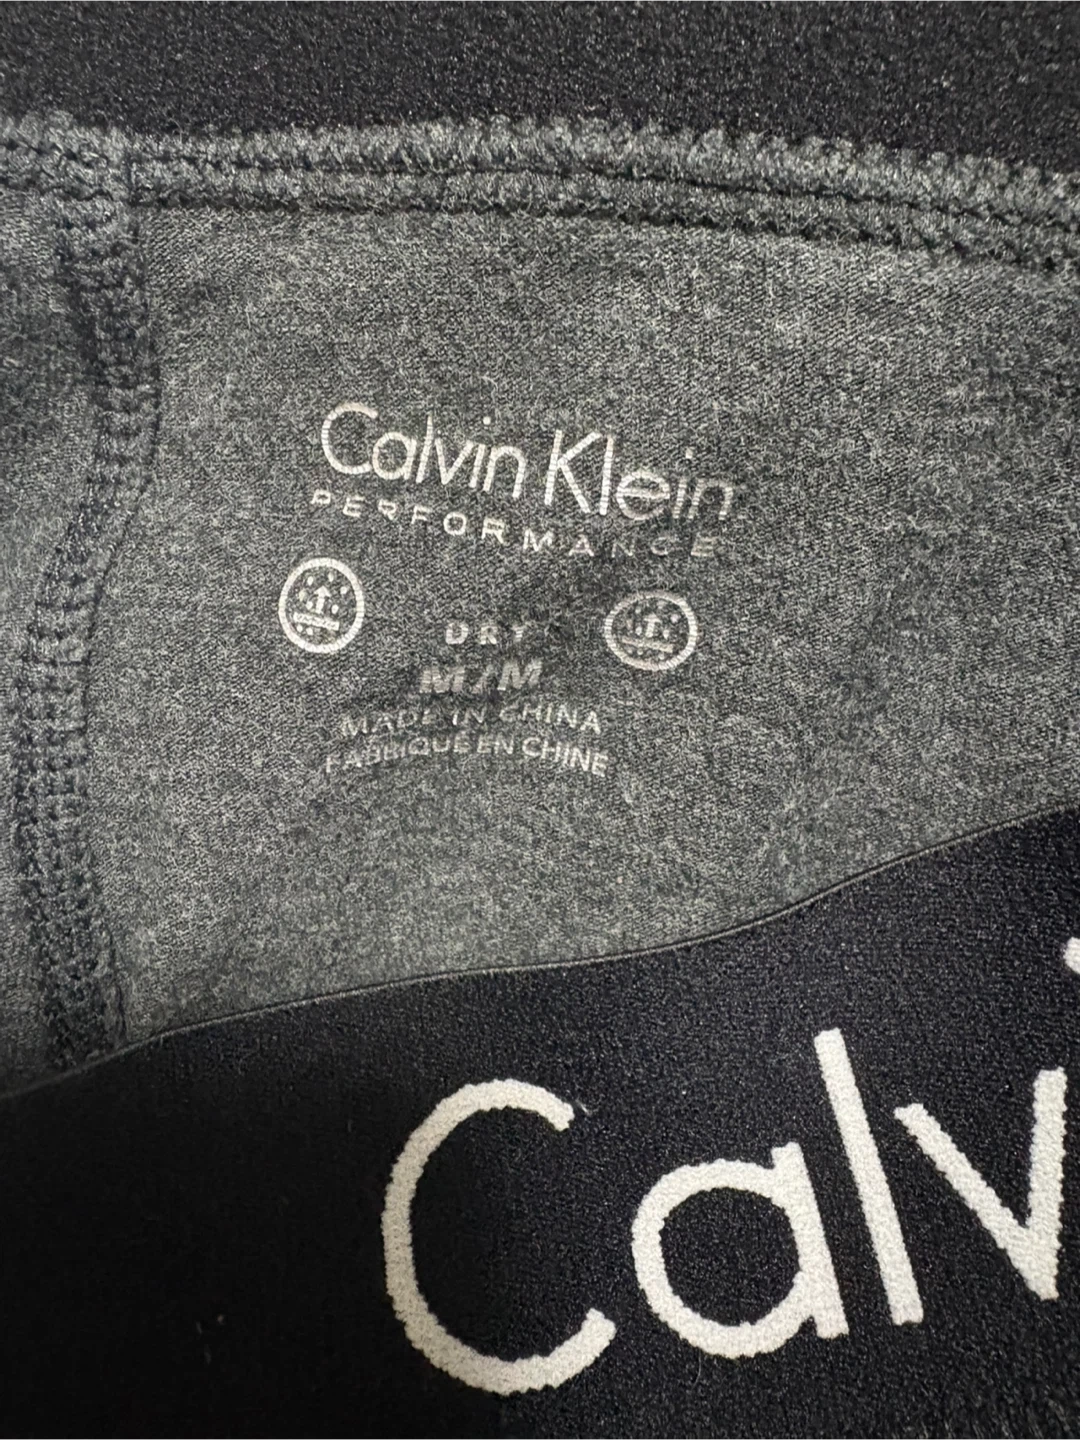 Calvin Klein
PERFORMANCE
DRY
M/M
MADE IN CHINA
FABRIQUÉ EN CHINE
Calv